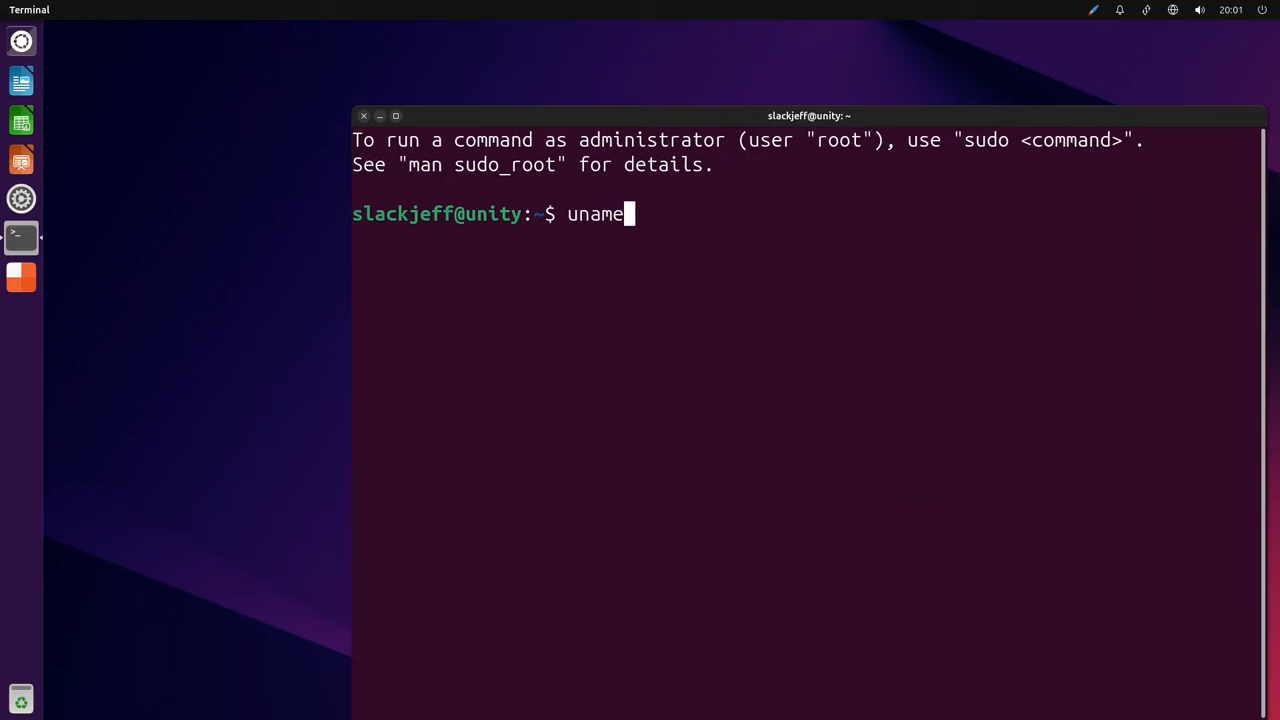 Terminal
20:01
slackjeff@unity: ~
To run a command as administrator (user "root"), use "sudo <command>".
See "man sudo_root" for details.
slackjeff@unity:~$ uname